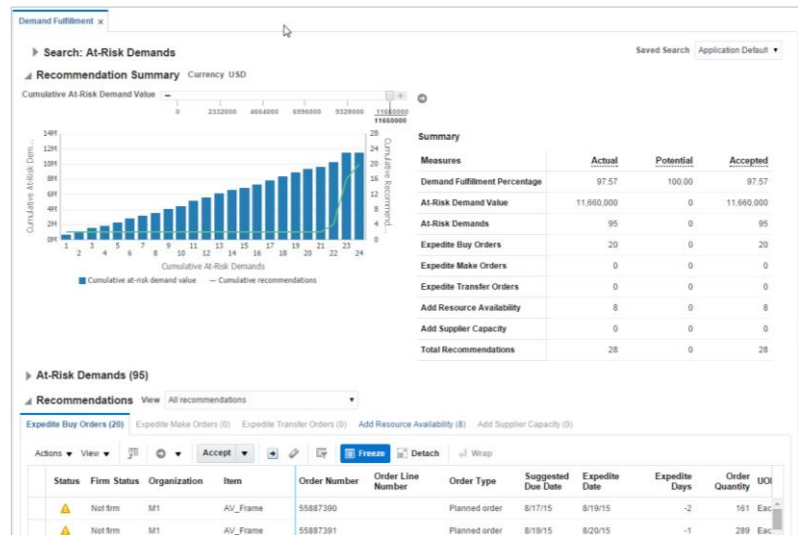 Demand Fulfillment x
Search: At-Risk Demands
Saved Search Application Default
Recommendation Summary Currency USD
Cumulative At-Risk Demand Value
0 2332000 4664000 6996000 9328000 11660000
11660000
14M
12M
10M
8M
6M
4M
2M
0M
Cumulative At-Risk Dem...
28
24
20
16
12
8
4
0
Cumulative Recommend...
1 3 5 7 9 11 13 15 17 19 21 23
2 4 6 8 10 12 14 16 18 20 22 24
Cumulative At-Risk Demands
Cumulative at-risk demand value Cumulative recommendations
Summary
Measures Actual Potential Accepted
Demand Fulfillment Percentage 97.57 100.00 97.57
At-Risk Demand Value 11,660,000 0 11,660,000
At-Risk Demands 95 0 95
Expedite Buy Orders 20 0 20
Expedite Make Orders 0 0 0
Expedite Transfer Orders 0 0 0
Add Resource Availability 8 0 8
Add Supplier Capacity 0 0 0
Total Recommendations 28 0 28
At-Risk Demands (95)
Recommendations View All recommendations
Expedite Buy Orders (20) Expedite Make Orders (0) Expedite Transfer Orders (0) Add Resource Availability (8) Add Supplier Capacity (0)
Actions View Accept Freeze Detach Wrap
Status Firm Status Organization Item Order Number Order Line Number Order Type Suggested Due Date Expedite Date Expedite Days Order Quantity UO
Not firm M1 AV_Frame 55887390 Planned order 8/17/15 8/19/15 -2 161 Eac
Not firm M1 AV_Frame 55887391 Planned order 8/19/15 8/20/15 -1 289 Eac